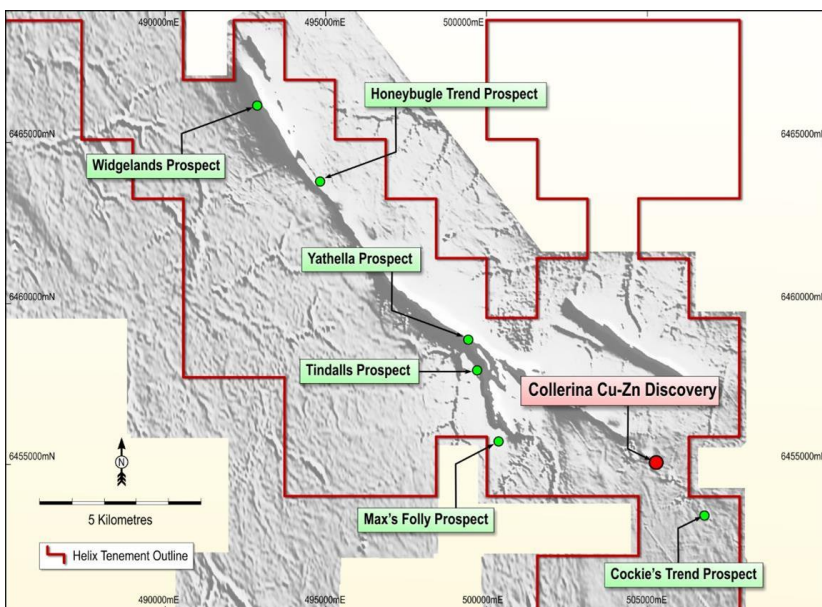 490000mE 495000mE 500000mE
Honeybugle Trend Prospect
6465000mN 6465000mN
Widgelands Prospect
Yathella Prospect
6460000mN 6460000mN
Tindalls Prospect
Collerina Cu-Zn Discovery
N
6455000mN 6455000mN
5 Kilometres
Max's Folly Prospect
Helix Tenement Outline
Cockie's Trend Prospect
490000mE 495000mE 500000mE 505000mE